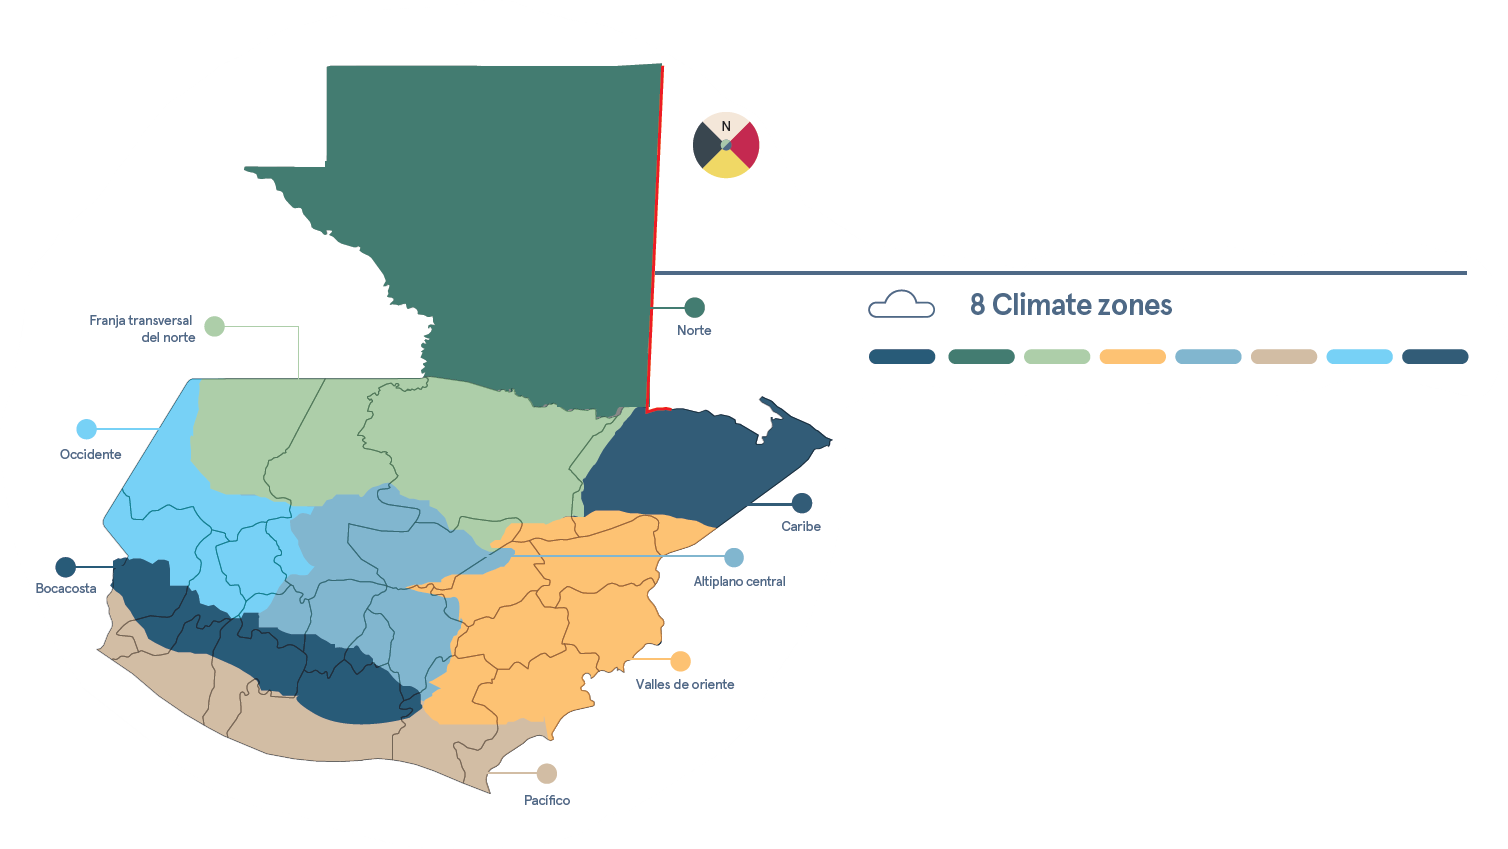 N
8 Climate zones
Franja transversal
del norte
Norte
Occidente
Caribe
Bocacosta
Altiplano central
Valles de oriente
Pacífico